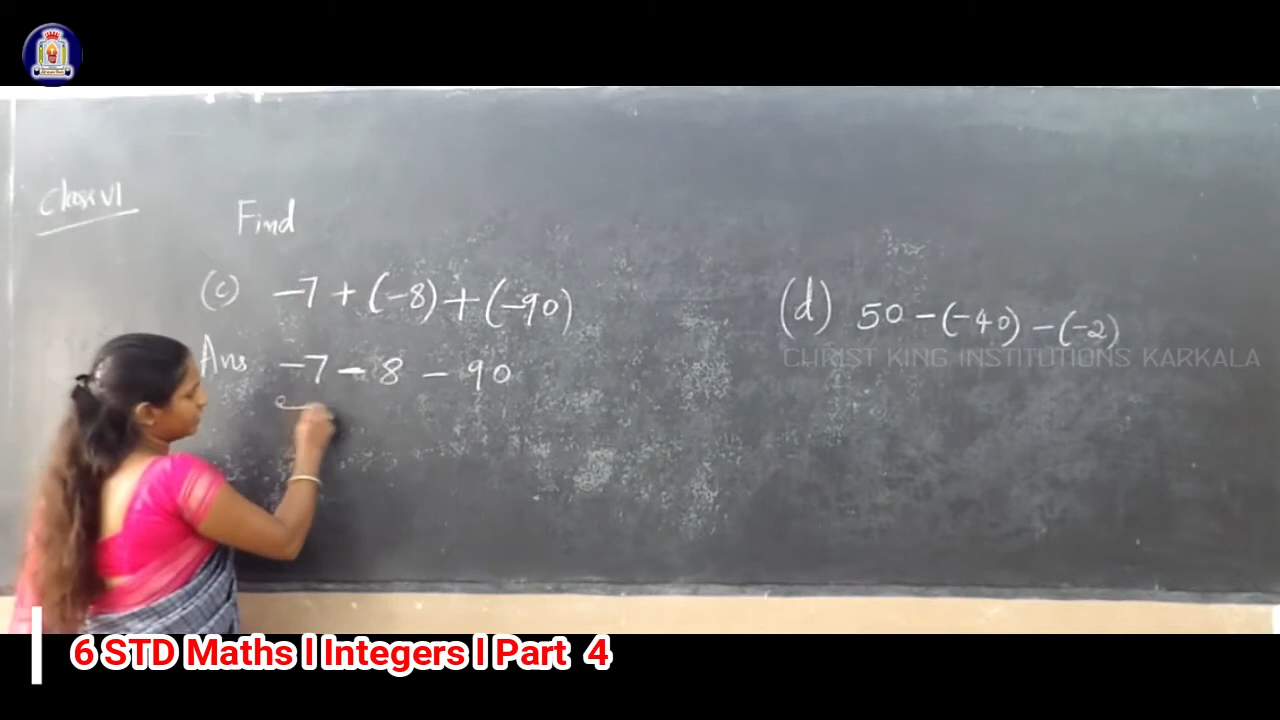 Class VI
Find
(c) -7 + (-8) + (-90)
Ans -7 - 8 - 90
(d) 50 - (-40) - (-2)
CHRIST KING INSTITUTIONS KARKALA
6 STD Maths l Integers l Part 4